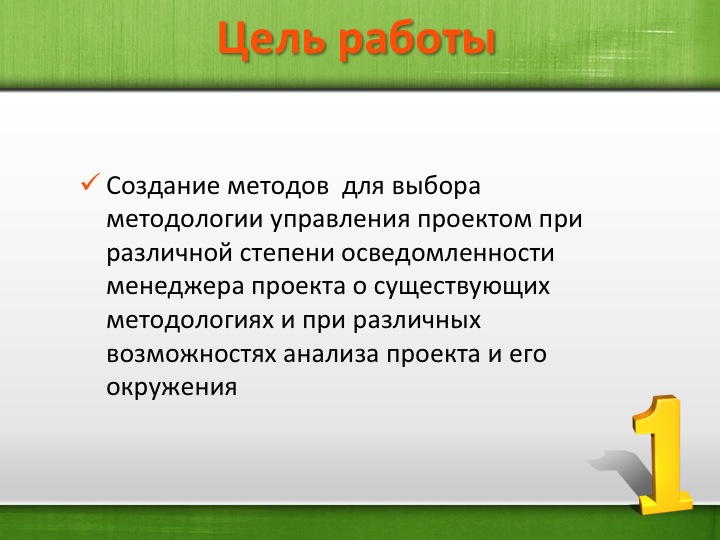 Цель работы
Создание методов для выбора
методологии управления проектом при
различной степени осведомленности
менеджера проекта о существующих
методологиях и при различных
возможностях анализа проекта и его
окружения
1